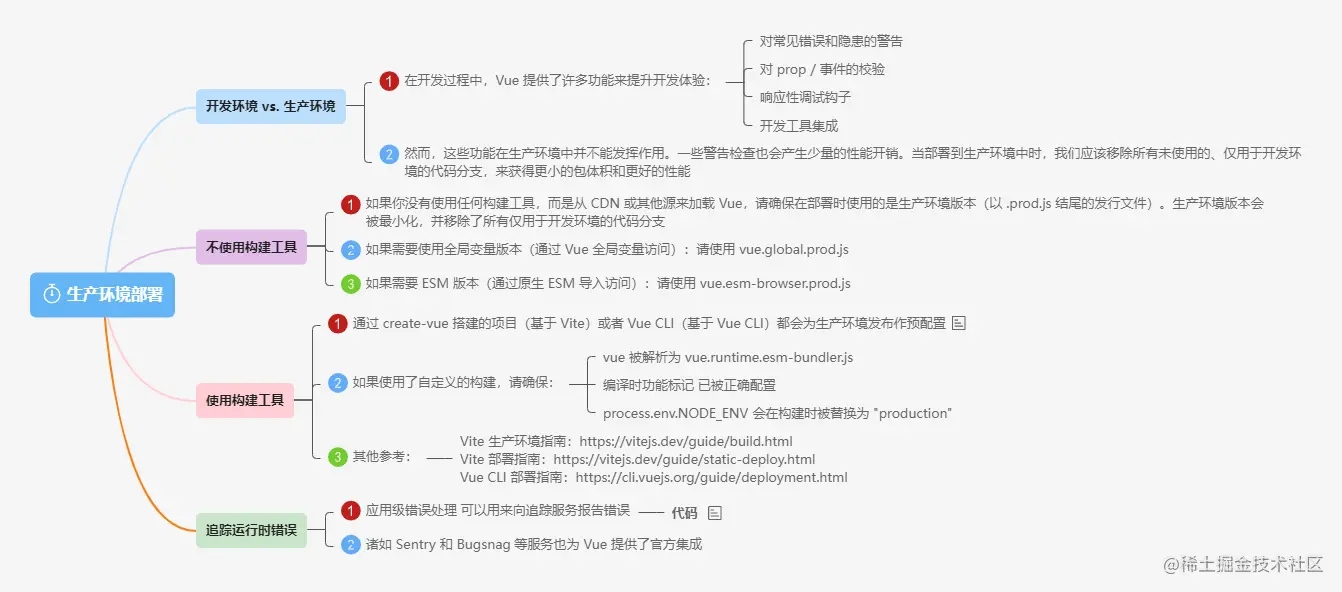 生产环境部署
开发环境 vs. 生产环境
1 在开发过程中，Vue 提供了许多功能来提升开发体验：
对常见错误和隐患的警告
对 prop / 事件的校验
响应性调试钩子
开发工具集成
2 然而，这些功能在生产环境中并不能发挥作用。一些警告检查也会产生少量的性能开销。当部署到生产环境中时，我们应该移除所有未使用的、仅用于开发环
境的代码分支，来获得更小的包体积和更好的性能
不使用构建工具
1 如果你没有使用任何构建工具，而是从 CDN 或其他源来加载 Vue，请确保在部署时使用的是生产环境版本（以 .prod.js 结尾的发行文件）。生产环境版本会
被最小化，并移除了所有仅用于开发环境的代码分支
2 如果需要使用全局变量版本（通过 Vue 全局变量访问）：请使用 vue.global.prod.js
3 如果需要 ESM 版本（通过原生 ESM 导入访问）：请使用 vue.esm-browser.prod.js
使用构建工具
1 通过 create-vue 搭建的项目（基于 Vite）或者 Vue CLI（基于 Vue CLI）都会为生产环境发布作预配置
2 如果使用了自定义的构建，请确保：
vue 被解析为 vue.runtime.esm-bundler.js
编译时功能标记 已被正确配置
process.env.NODE_ENV 会在构建时被替换为 "production"
3 其他参考：
Vite 生产环境指南：https://vitejs.dev/guide/build.html
Vite 部署指南：https://vitejs.dev/guide/static-deploy.html
Vue CLI 部署指南：https://cli.vuejs.org/guide/deployment.html
追踪运行时错误
1 应用级错误处理 可以用来向追踪服务报告错误
代码
2 诸如 Sentry 和 Bugsnag 等服务也为 Vue 提供了官方集成
@稀土掘金技术社区